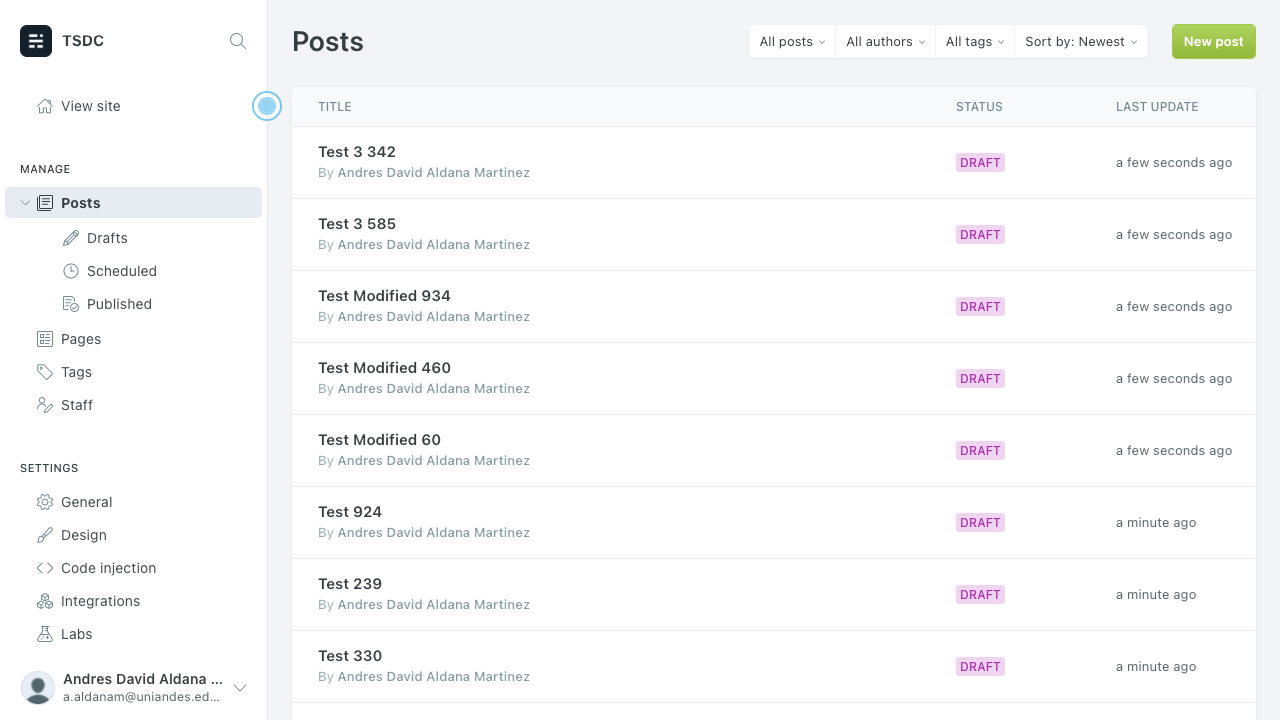 TSDC
View site
MANAGE
Posts
Drafts
Scheduled
Published
Pages
Tags
Staff
SETTINGS
General
Design
Code injection
Integrations
Labs
Andres David Aldana ...
a.aldanam@uniandes.ed...
Posts
All posts
All authors
All tags
Sort by: Newest
New post
TITLE STATUS LAST UPDATE
Test 3 342
By Andres David Aldana Martinez
DRAFT
a few seconds ago
Test 3 585
By Andres David Aldana Martinez
DRAFT
a few seconds ago
Test Modified 934
By Andres David Aldana Martinez
DRAFT
a few seconds ago
Test Modified 460
By Andres David Aldana Martinez
DRAFT
a few seconds ago
Test Modified 60
By Andres David Aldana Martinez
DRAFT
a few seconds ago
Test 924
By Andres David Aldana Martinez
DRAFT
a minute ago
Test 239
By Andres David Aldana Martinez
DRAFT
a minute ago
Test 330
By Andres David Aldana Martinez
DRAFT
a minute ago